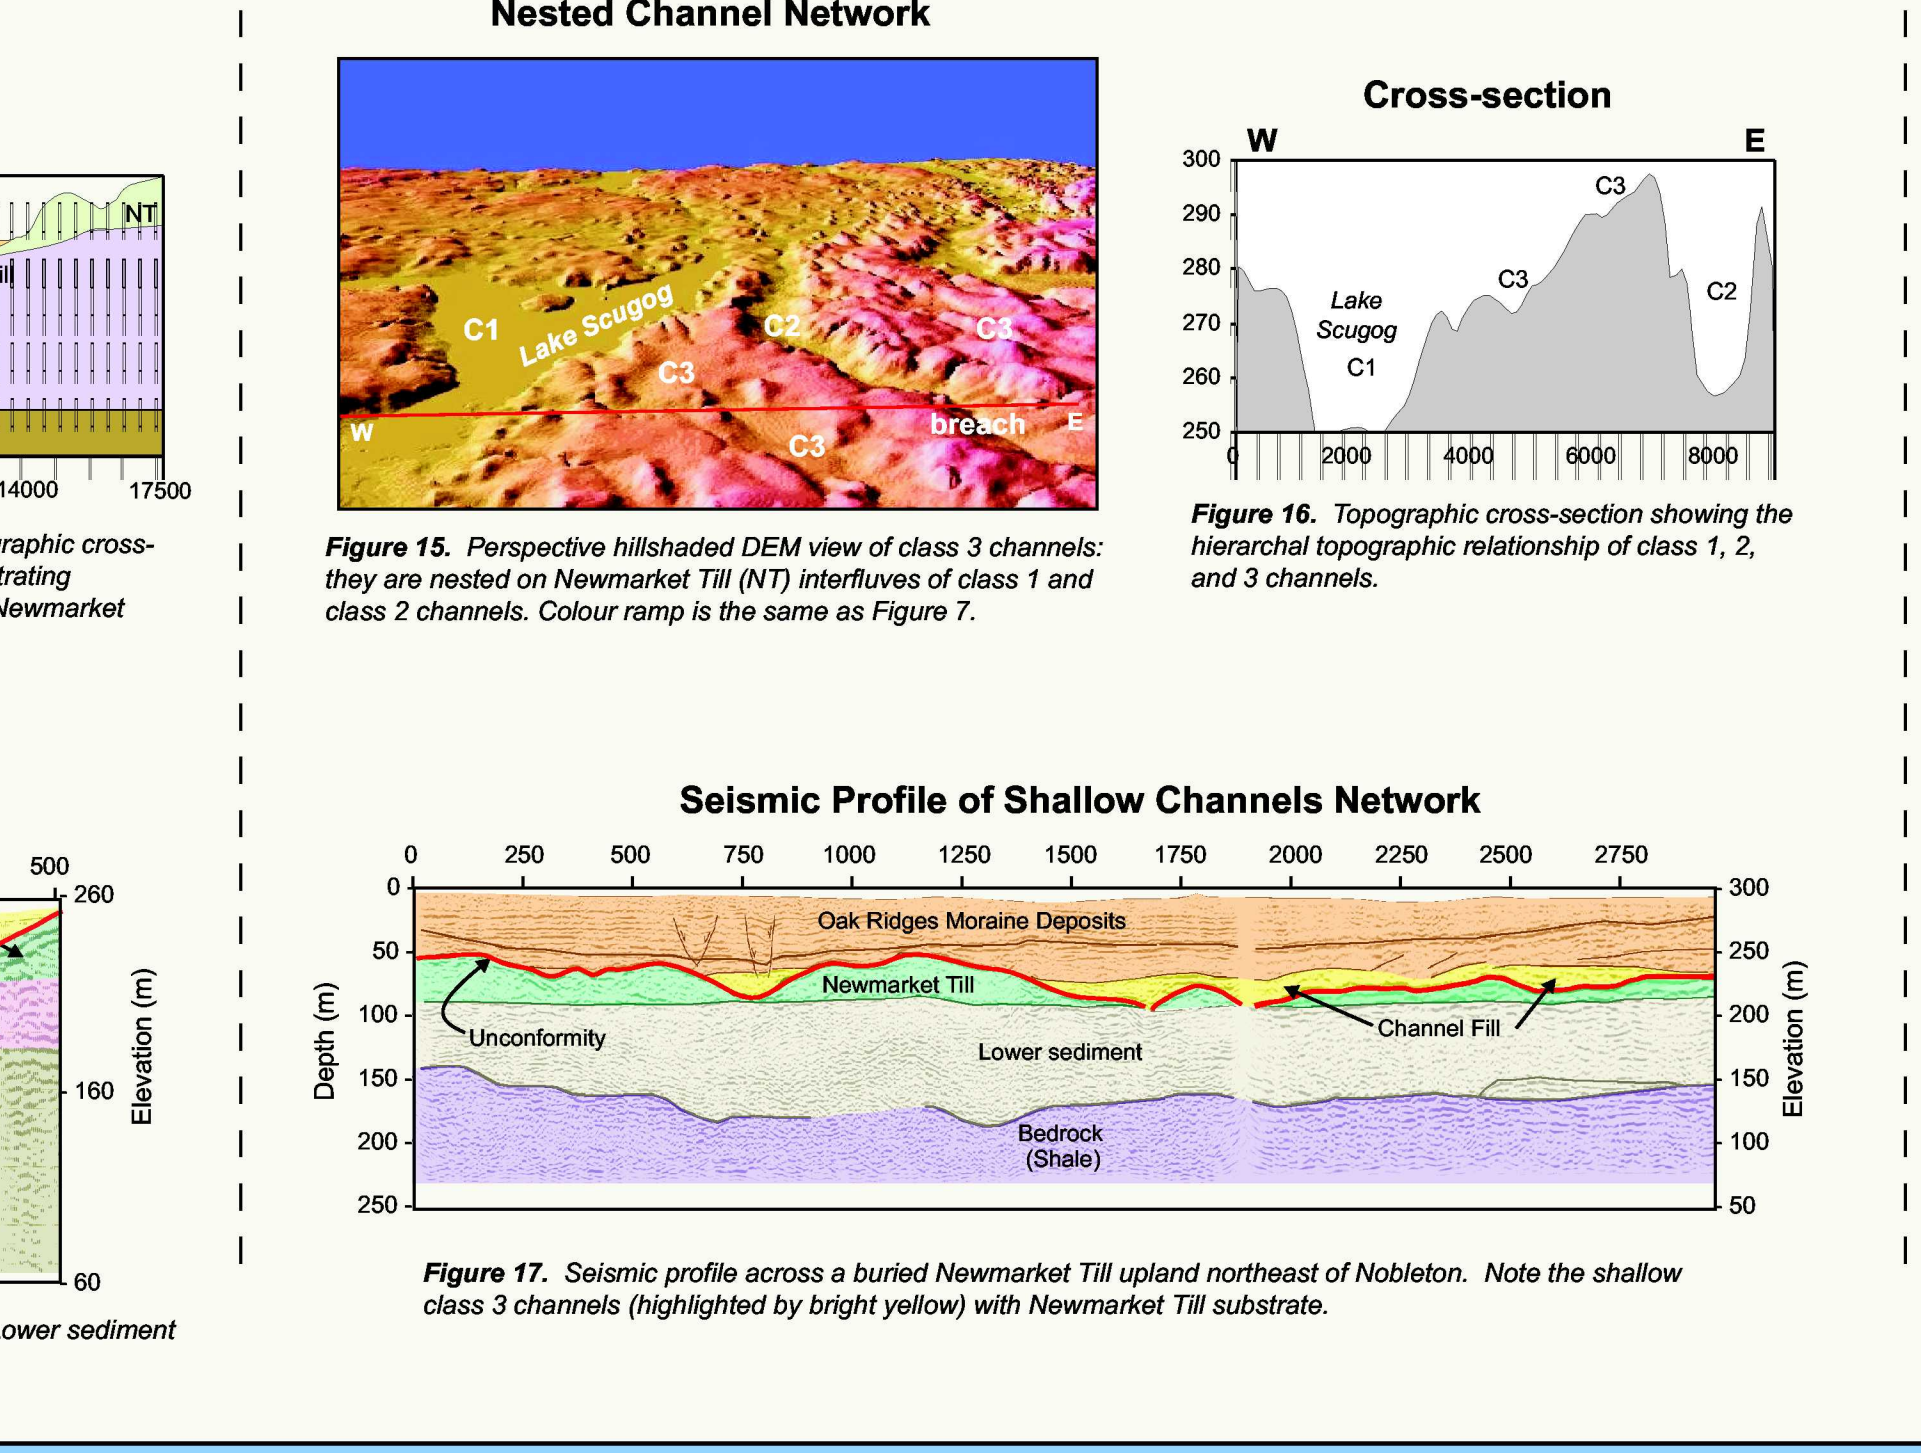 Nested Channel Network
C1
Lake Scugog
C2
C3
C3
W
breach
E
C3
Figure 15. Perspective hillshaded DEM view of class 3 channels:
they are nested on Newmarket Till (NT) interfluves of class 1 and
class 2 channels. Colour ramp is the same as Figure 7.
Cross-section
W E
300
290
280
270
260
250
C3
C3
Lake
Scugog
C1
C2
0 2000 4000 6000 8000
Figure 16. Topographic cross-section showing the
hierarchal topographic relationship of class 1, 2,
and 3 channels.
NT
ill
14000 17500
raphic cross-
trating
Newmarket
500
260
160
60
Elevation (m)
ower sediment
Seismic Profile of Shallow Channels Network
0 250 500 750 1000 1250 1500 1750 2000 2250 2500 2750
0
50
100
150
200
250
Depth (m)
Oak Ridges Moraine Deposits
Newmarket Till
Unconformity
Channel Fill
Lower sediment
Bedrock
(Shale)
300
250
200
150
100
50
Elevation (m)
Figure 17. Seismic profile across a buried Newmarket Till upland northeast of Nobleton. Note the shallow
class 3 channels (highlighted by bright yellow) with Newmarket Till substrate.